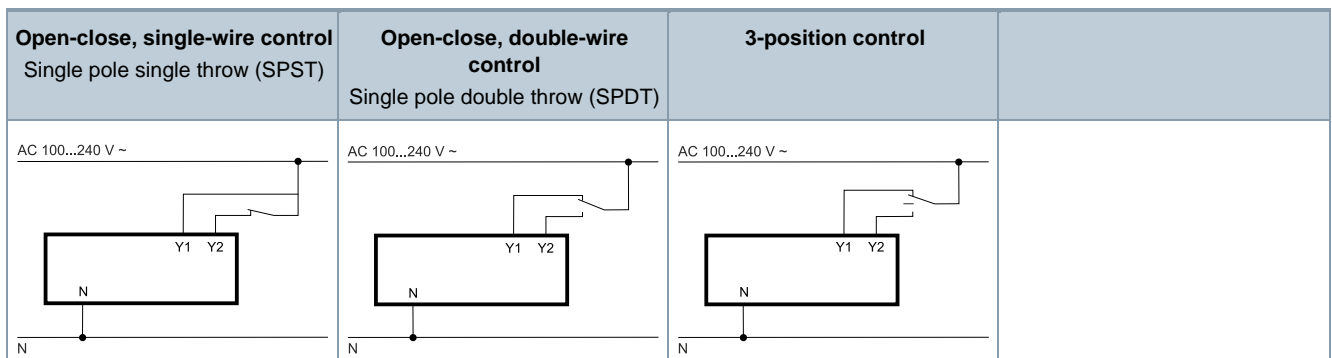 Open-close, single-wire control
Single pole single throw (SPST)
Open-close, double-wire
control
Single pole double throw (SPDT)
3-position control
AC 100...240 V ~
Y1 Y2
N
N
AC 100...240 V ~
Y1 Y2
N
N
AC 100...240 V ~
Y1 Y2
N
N